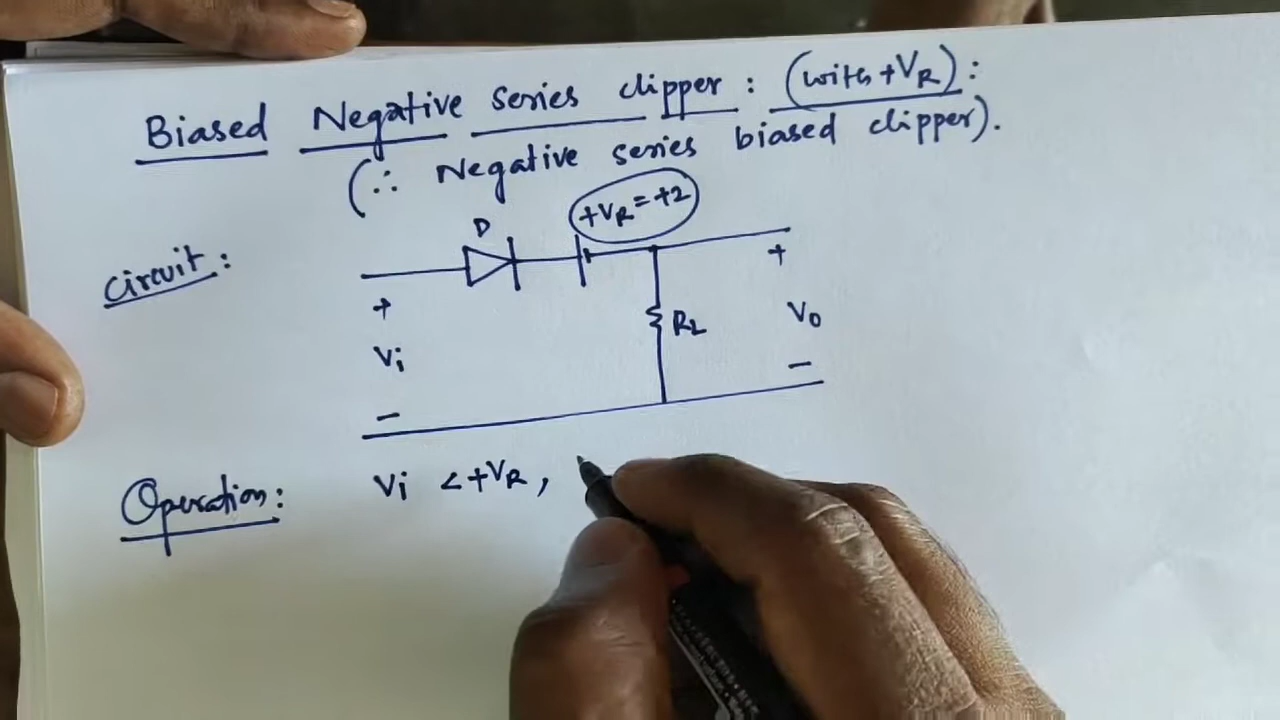 Biased Negative series clipper : (with +VR) :
(∴ Negative series biased clipper).
+VR = +2
D
Circuit :
+
+
RL
Vo
Vi
-
-
Operation : Vi < +VR ,